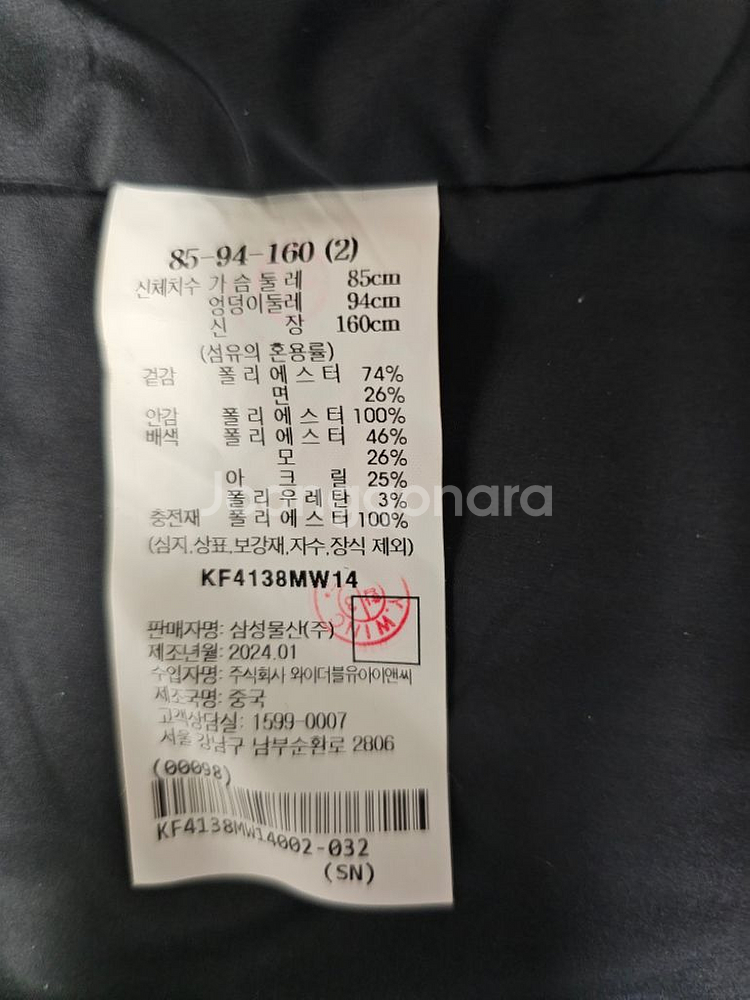 85-94-160 (2)
신체치수 가 슴 둘 레 85cm
엉덩이둘레 94cm
신 장 160cm
(섬유의 혼용률)
겉감 폴 리 에 스 터 74%
면 26%
안감 폴 리 에 스 터 100%
배색 폴 리 에 스 터 46%
모 26%
아 크 릴 25%
폴 리 우 레 탄 3%
충전재 폴 리 에 스 터 100%
(심지,상표,보강재,자수,장식 제외)
KF4138MW14
판매자명: 삼성물산(주)
제조년월: 2024.01
수입자명: 주식회사 와이더블유아이앤씨
제조국명: 중국
고객상담실: 1599-0007
서울 강남구 남부순환로 2806
(00098)
KF4138MW14002-032
(SN)
Joongonara